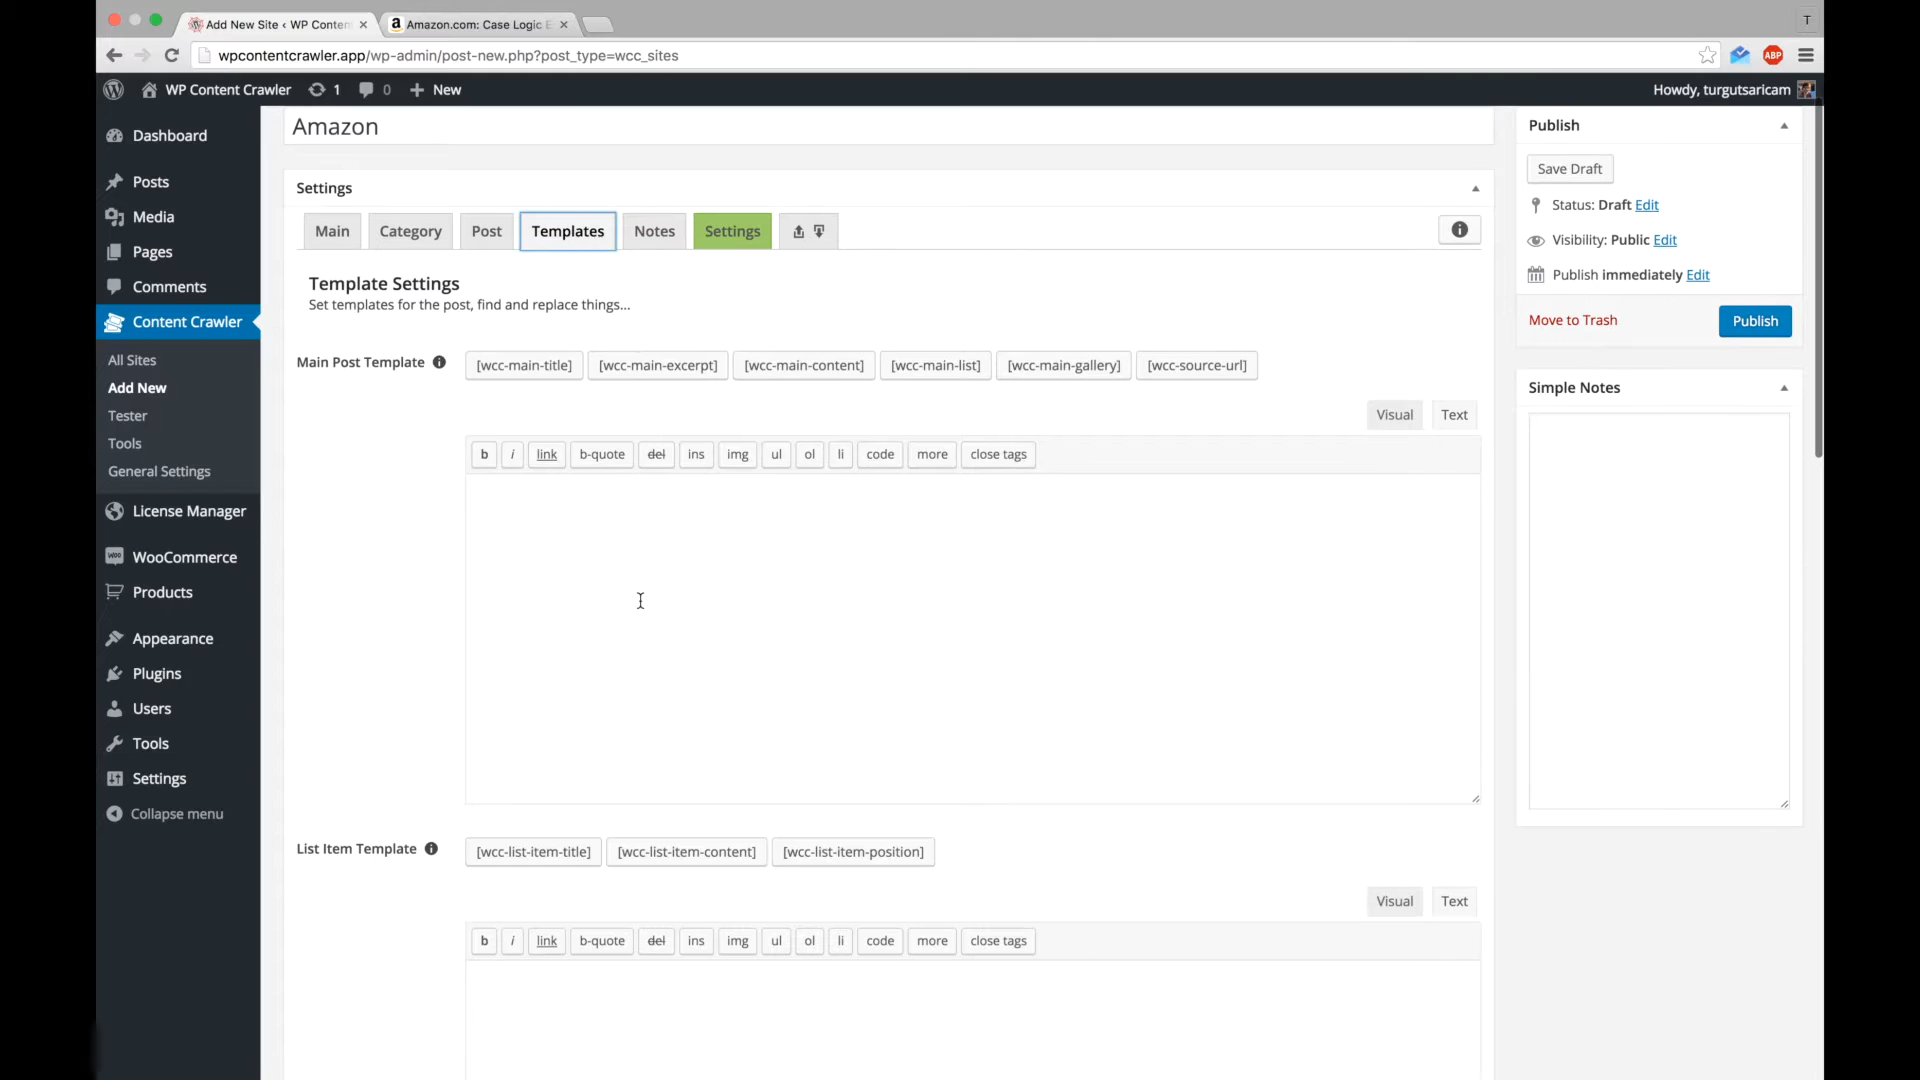 Add New Site ‹ WP Conten
Amazon.com: Case Logic E
T
wpcontentcrawler.app/wp-admin/post-new.php?post_type=wcc_sites
ABP
WP Content Crawler
1
0
New
Howdy, turgutsaricam
Dashboard
Posts
Media
Pages
Comments
Content Crawler
All Sites
Add New
Tester
Tools
General Settings
License Manager
WooCommerce
Products
Appearance
Plugins
Users
Tools
Settings
Collapse menu
Amazon
Settings
Main Category Post Templates Notes Settings
Template Settings
Set templates for the post, find and replace things...
Main Post Template [wcc-main-title] [wcc-main-excerpt] [wcc-main-content] [wcc-main-list] [wcc-main-gallery] [wcc-source-url]
Visual Text
b i link b-quote del ins img ul ol li code more close tags
List Item Template [wcc-list-item-title] [wcc-list-item-content] [wcc-list-item-position]
Visual Text
b i link b-quote del ins img ul ol li code more close tags
Publish
Save Draft
Status: Draft Edit
Visibility: Public Edit
Publish immediately Edit
Move to Trash Publish
Simple Notes